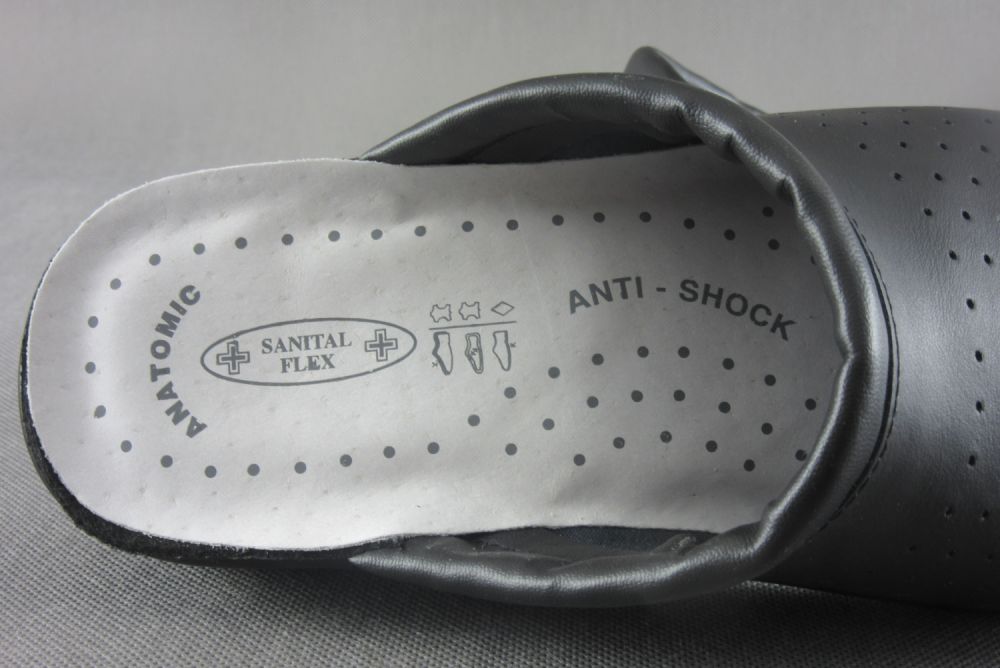 ANATOMIC
SANITAL
FLEX
ANTI - SHOCK